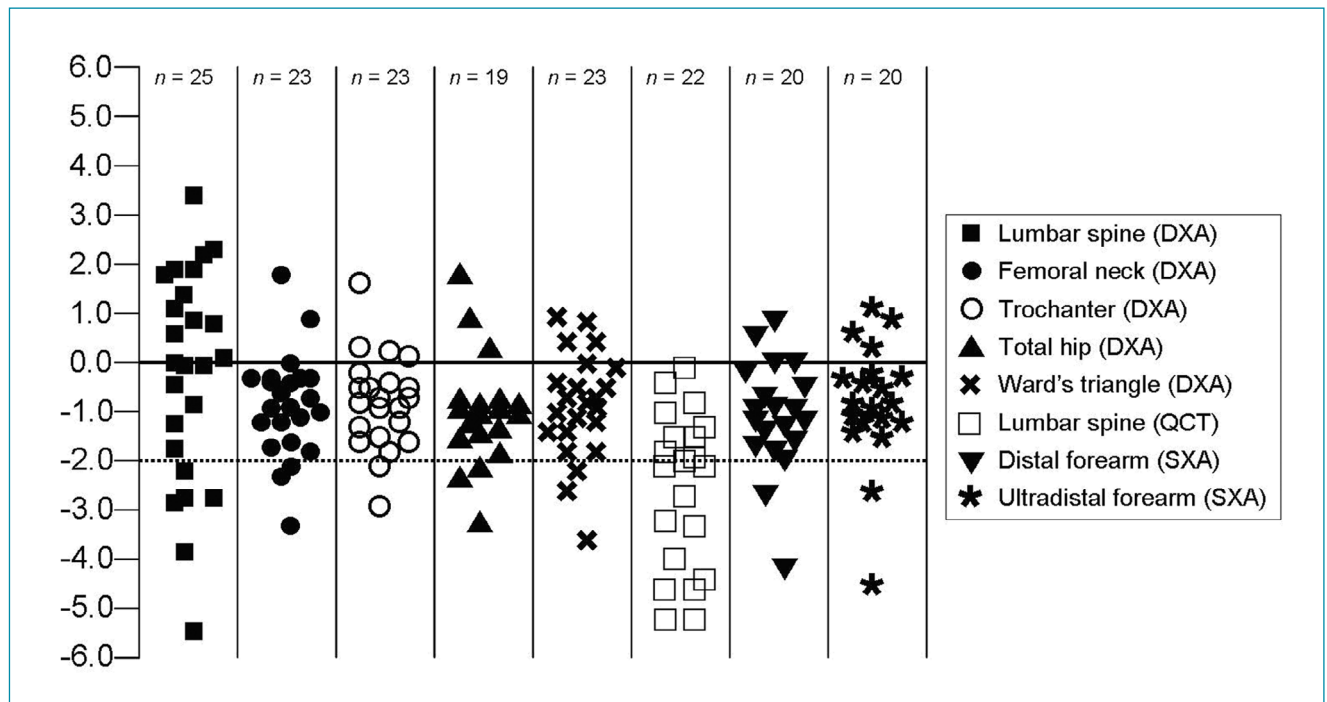 n = 25 n = 23 n = 23 n = 19 n = 23 n = 22 n = 20 n = 20
6.0
5.0
4.0
3.0
2.0
1.0
0.0
-1.0
-2.0
-3.0
-4.0
-5.0
-6.0
Lumbar spine (DXA)
Femoral neck (DXA)
Trochanter (DXA)
Total hip (DXA)
Ward's triangle (DXA)
Lumbar spine (QCT)
Distal forearm (SXA)
Ultradistal forearm (SXA)